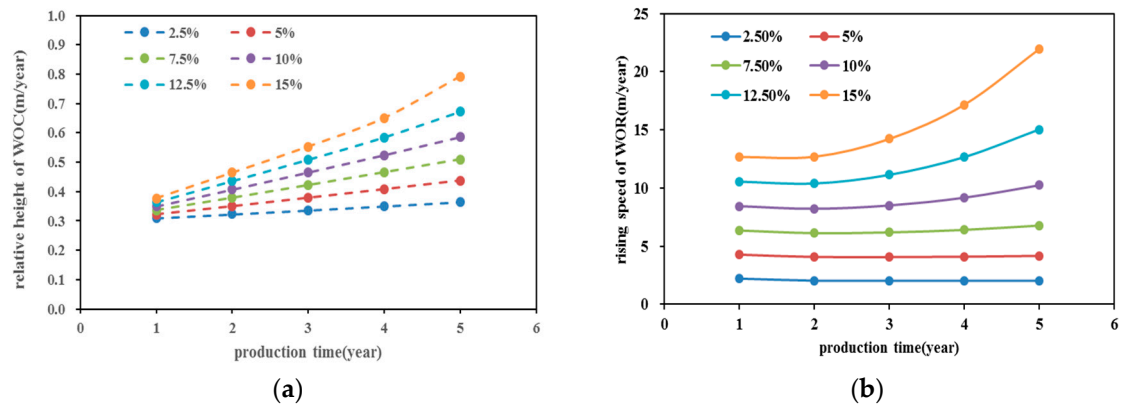 relative height of WOC(m/year)
1.0
0.9
0.8
0.7
0.6
0.5
0.4
0.3
0.2
0.1
0.0
2.5% 5%
7.5% 10%
12.5% 15%
0 1 2 3 4 5 6
production time(year)
(a)
rising speed of WOR(m/year)
25
20
15
10
5
0
2.50% 5%
7.50% 10%
12.50% 15%
0 1 2 3 4 5 6
production time(year)
(b)